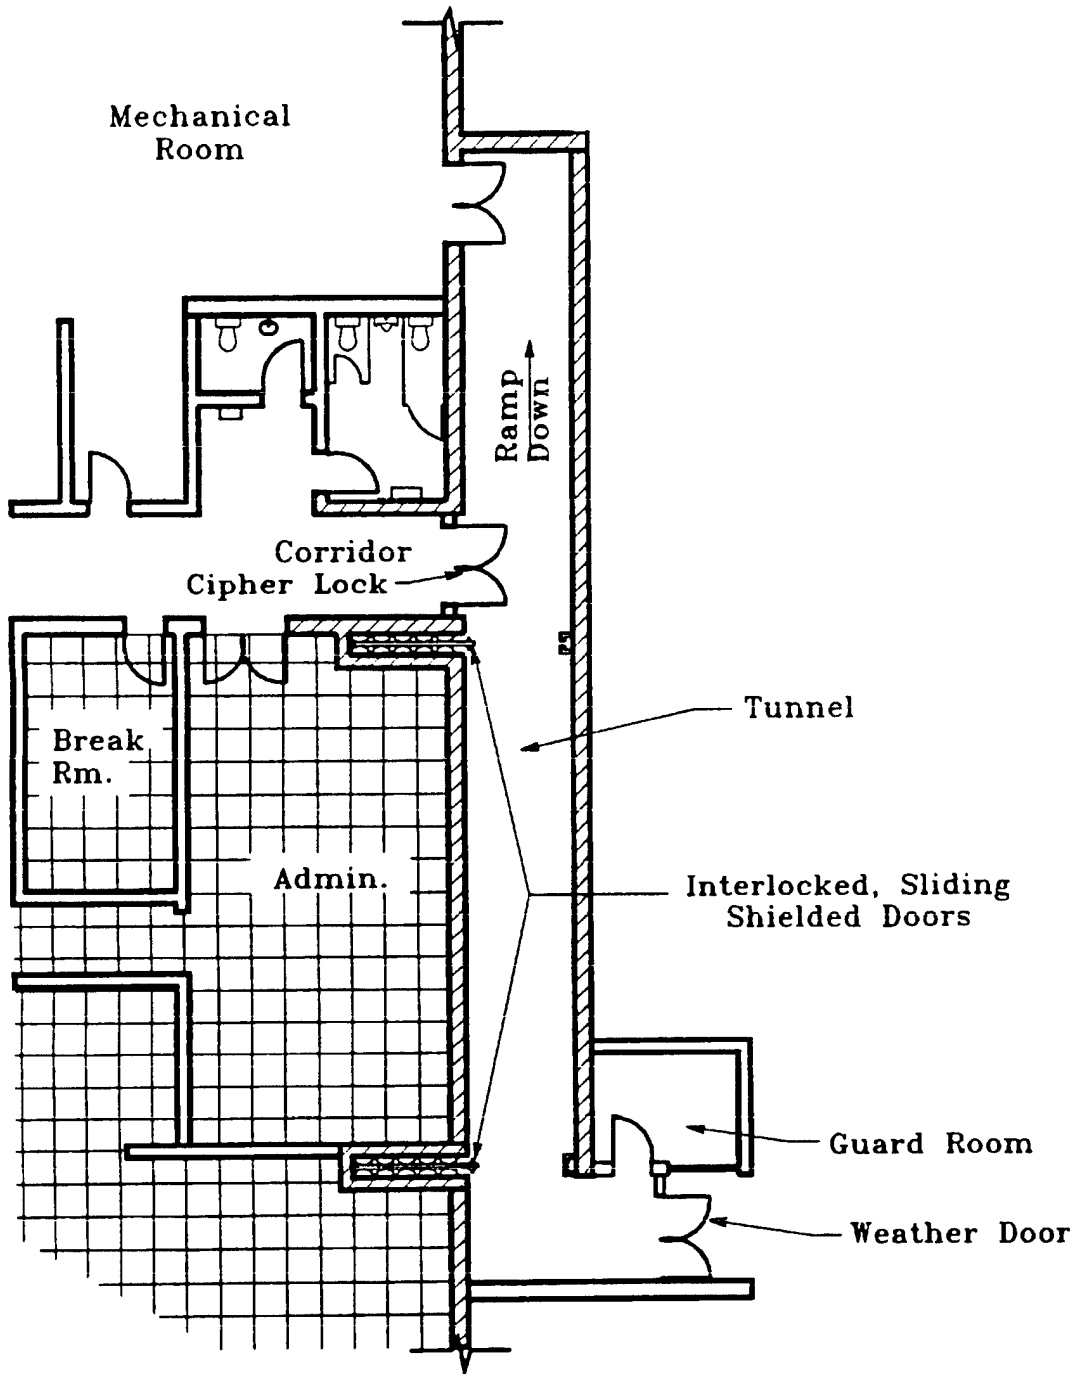 Mechanical
Room
Ramp
Down
Corridor
Cipher Lock
Tunnel
Break
Rm.
Admin.
Interlocked, Sliding
Shielded Doors
Guard Room
Weather Door